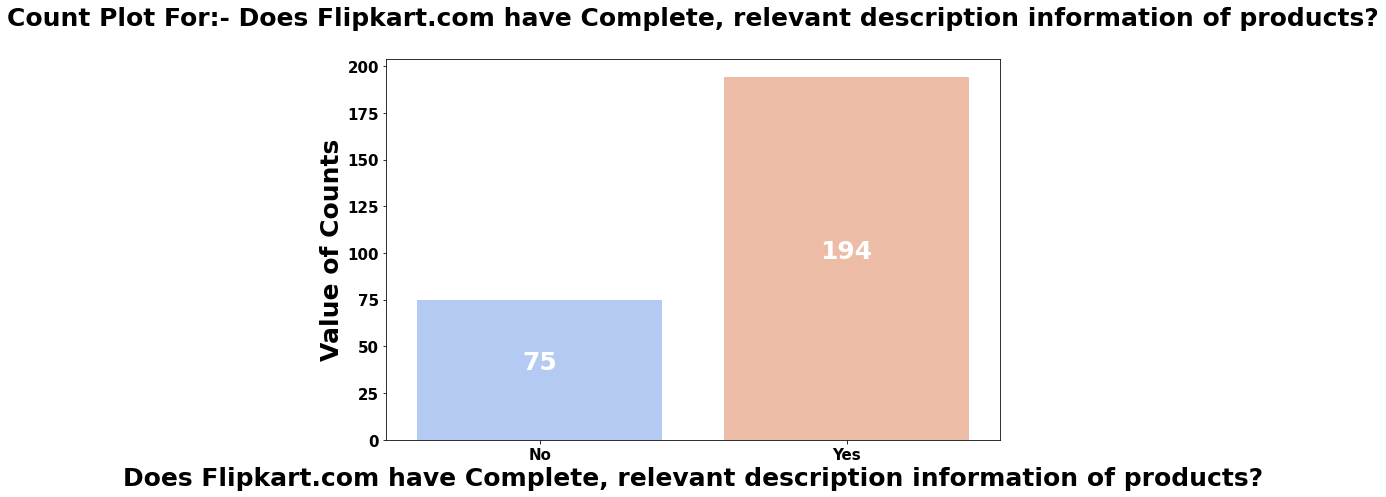 Count Plot For:- Does Flipkart.com have Complete, relevant description information of products?
Value of Counts
200
175
150
125
100
75
50
25
0
75
194
No
Yes
Does Flipkart.com have Complete, relevant description information of products?